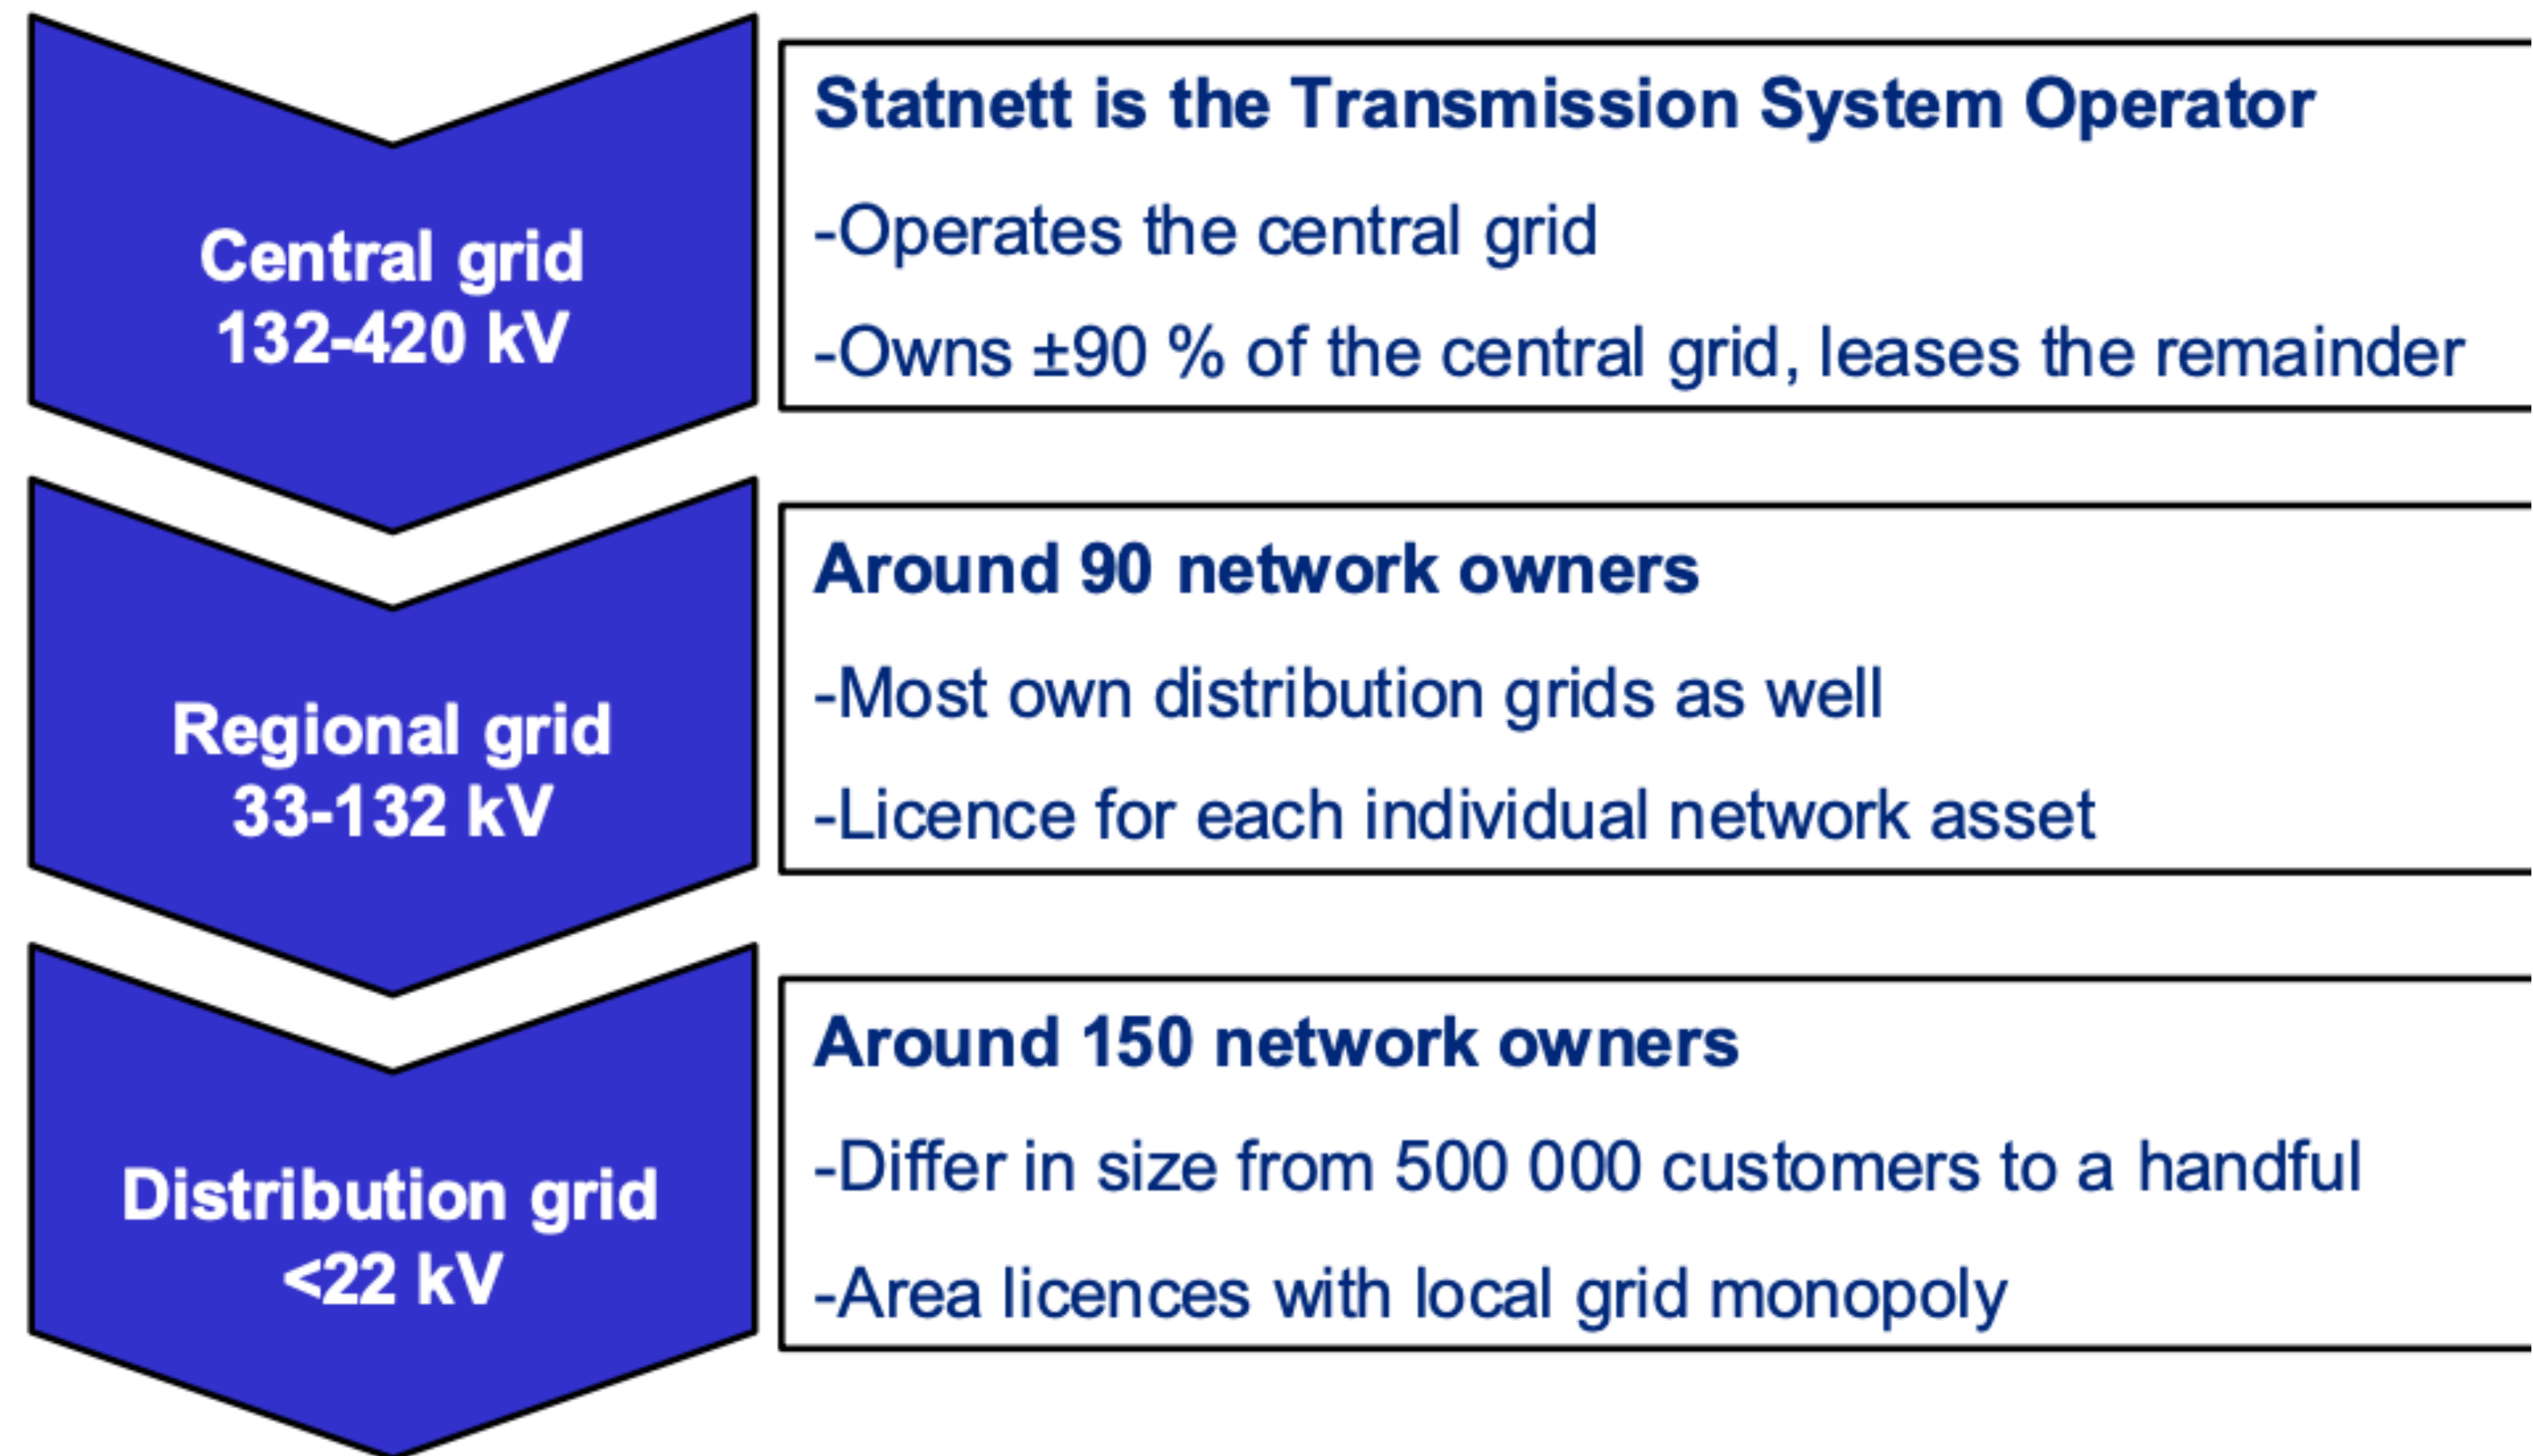 Central grid
132-420 kV
Statnett is the Transmission System Operator
-Operates the central grid
-Owns ±90 % of the central grid, leases the remainder
Regional grid
33-132 kV
Around 90 network owners
-Most own distribution grids as well
-Licence for each individual network asset
Distribution grid
<22 kV
Around 150 network owners
-Differ in size from 500 000 customers to a handful
-Area licences with local grid monopoly